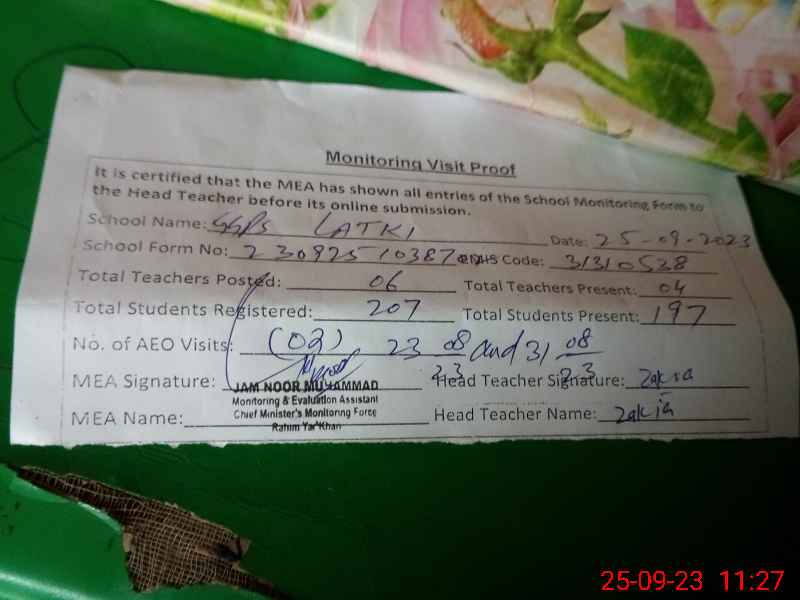 Monitoring Visit Proof
It is certified that the MEA has shown all entries of the School Monitoring Form to
the Head Teacher before its online submission.
School Name: GGPS LATKI Date: 25-09-2023
School Form No: 23092510387 EMIS Code: 31310538
Total Teachers Posted: 06 Total Teachers Present: 04
Total Students Registered: 207 Total Students Present: 197
No. of AEO Visits: (02) 23 08 23 and 31 08 23
MEA Signature: Head Teacher Signature: Zakia
JAM NOOR MUHAMMAD
Monitoring & Evaluation Assistant
Chief Minister's Monitoring Force
Rahim Yar Khan
MEA Name: Head Teacher Name: Zakia
25-09-23 11:27